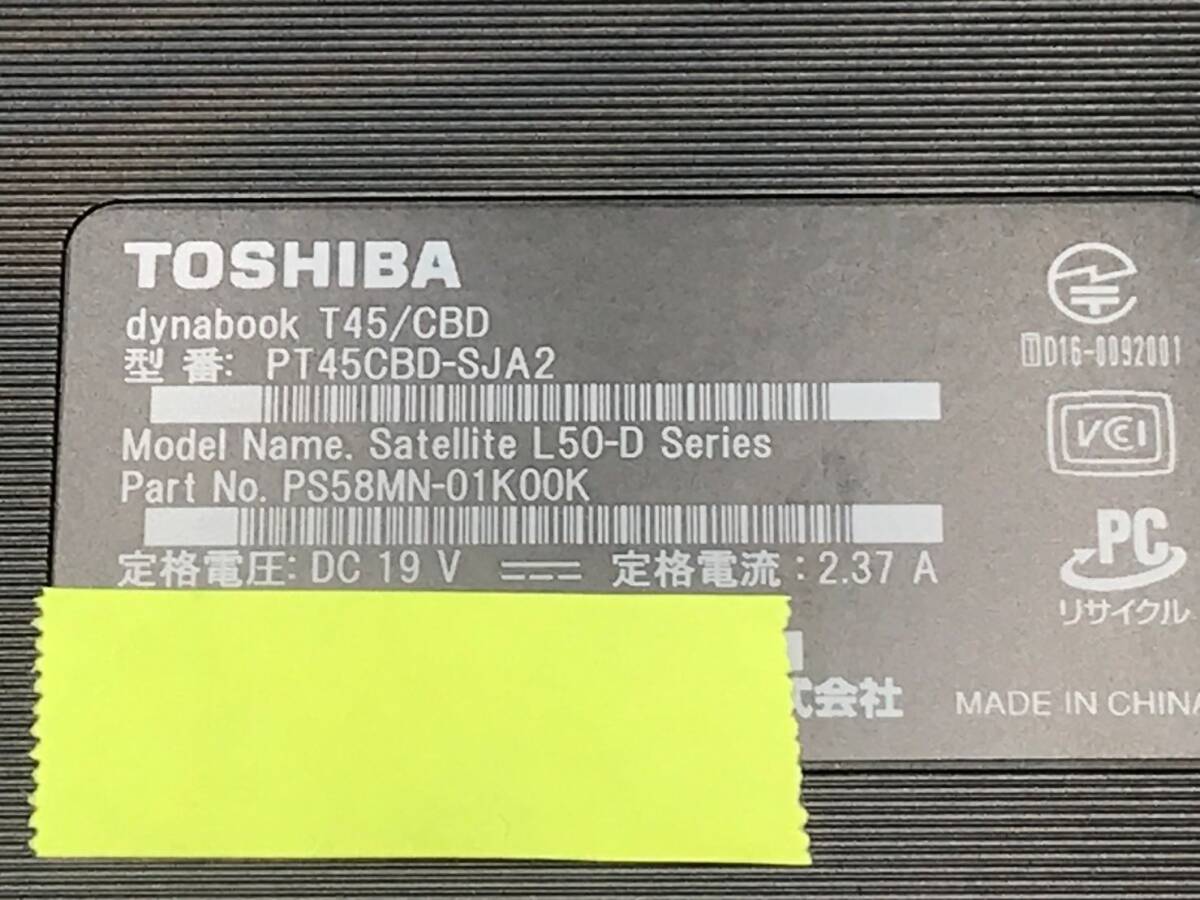 TOSHIBA
dynabook T45/CBD
型 番: PT45CBD-SJA2
Model Name. Satellite L50-D Series
Part No. PS58MN-01K00K
定格電圧: DC 19 V 定格電流 : 2.37 A
式会社 MADE IN CHINA
D16-0092001
VCI
PC
リサイクル